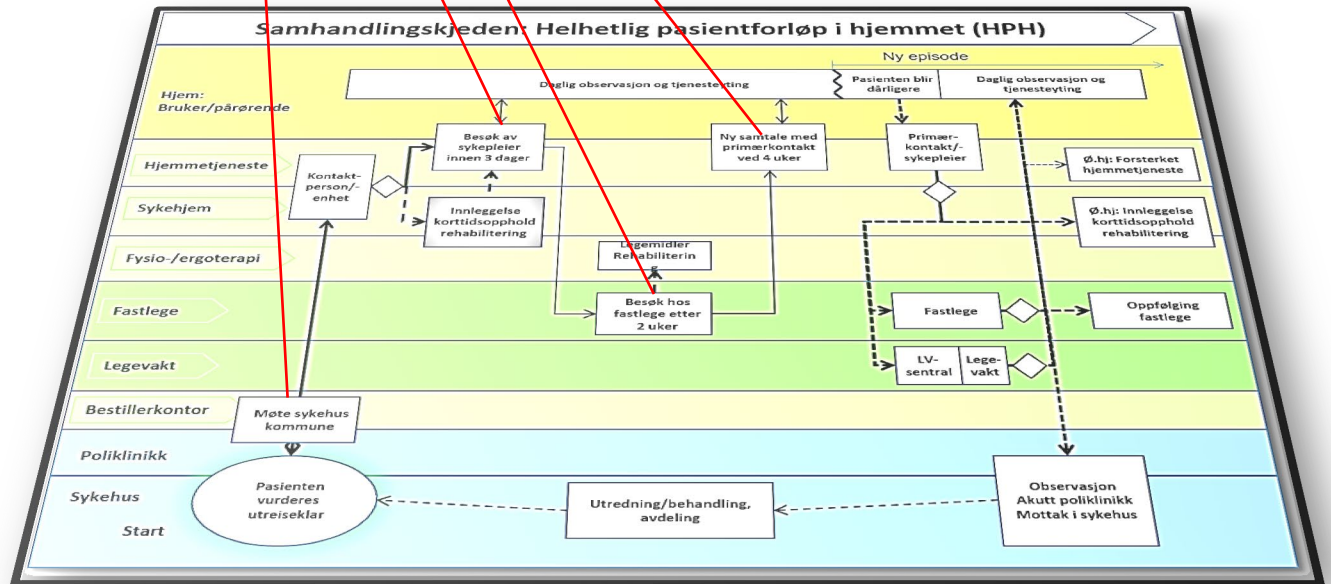 Samhandlingskjeden: Helhetlig pasientforløp i hjemmet (HPH)
Ny episode
Hjem:
Bruker/pårørende
Daglig observasjon og tjenesteyting
Pasienten blir
dårligere
Daglig observasjon og
tjenesteyting
Hjemmetjeneste
Kontakt-
person/-
enhet
Besøk av
sykepleier
innen 3 dager
Ny samtale med
primærkontakt
ved 4 uker
Primær-
kontakt/-
sykepleier
Ø.hj: Forsterket
hjemmetjeneste
Sykehjem
Innleggelse
korttidsopphold
rehabilitering
Ø.hj: Innleggelse
korttidsopphold
rehabilitering
Fysio-/ergoterapi
Legemidler
Rehabiliterin
g
Fastlege
Besøk hos
fastlege etter
2 uker
Fastlege
Oppfølging
fastlege
Legevakt
LV-
sentral
Lege-
vakt
Bestillerkontor
Møte sykehus
kommune
Poliklinikk
Sykehus
Start
Pasienten
vurderes
utreiseklar
Utredning/behandling,
avdeling
Observasjon
Akutt poliklinikk
Mottak i sykehus